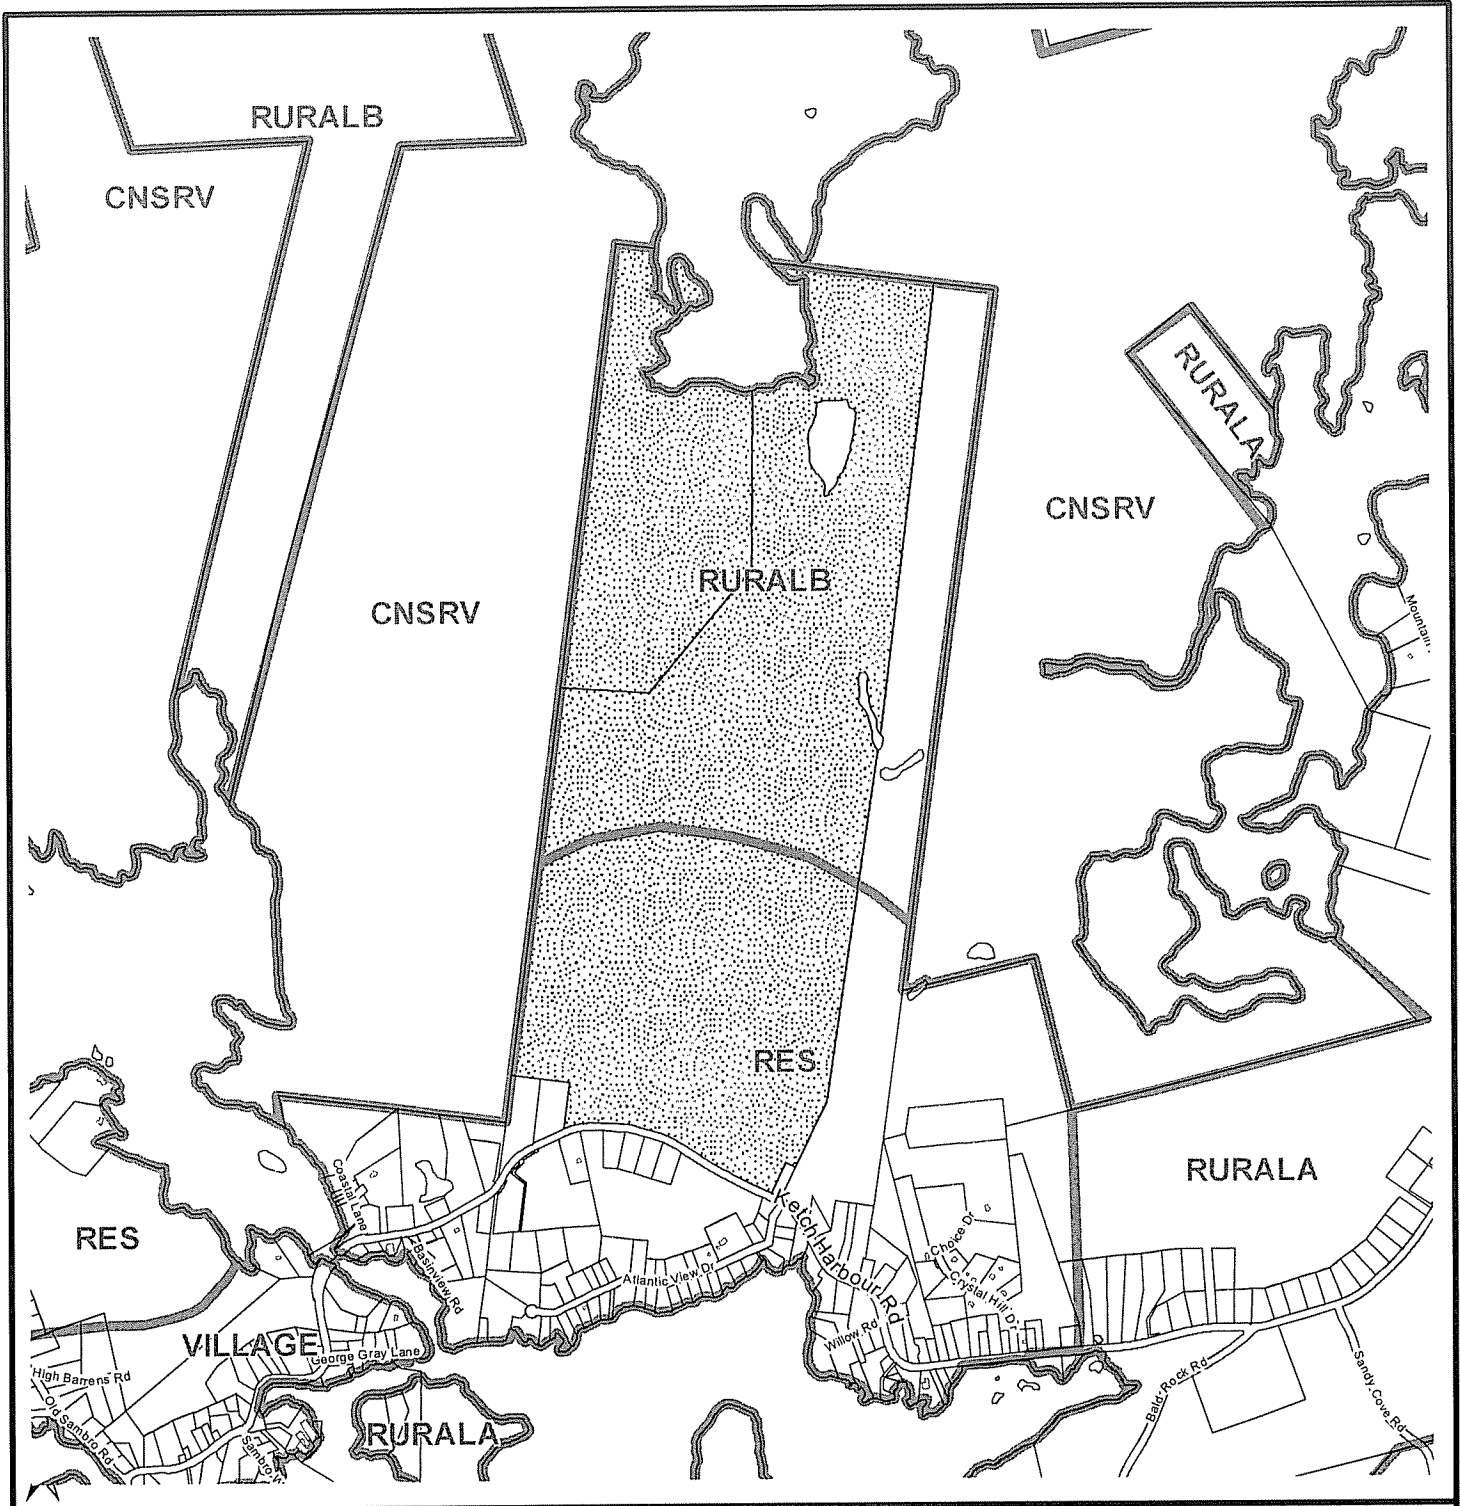 RURALB
CNSRV
RURALA
CNSRV
RURALB
CNSRV
RES
RURALA
Coastal Lane
RES
Ketch Harbour Rd
Choice Dr
Basinview Rd
Atlantic View Dr
Crystal Hill Dr
Willow Rd
VILLAGE
George Gray Lane
High Barrens Rd
Bald Rock Rd
Sandy Cove Rd
Old Sambro Rd
RURALA